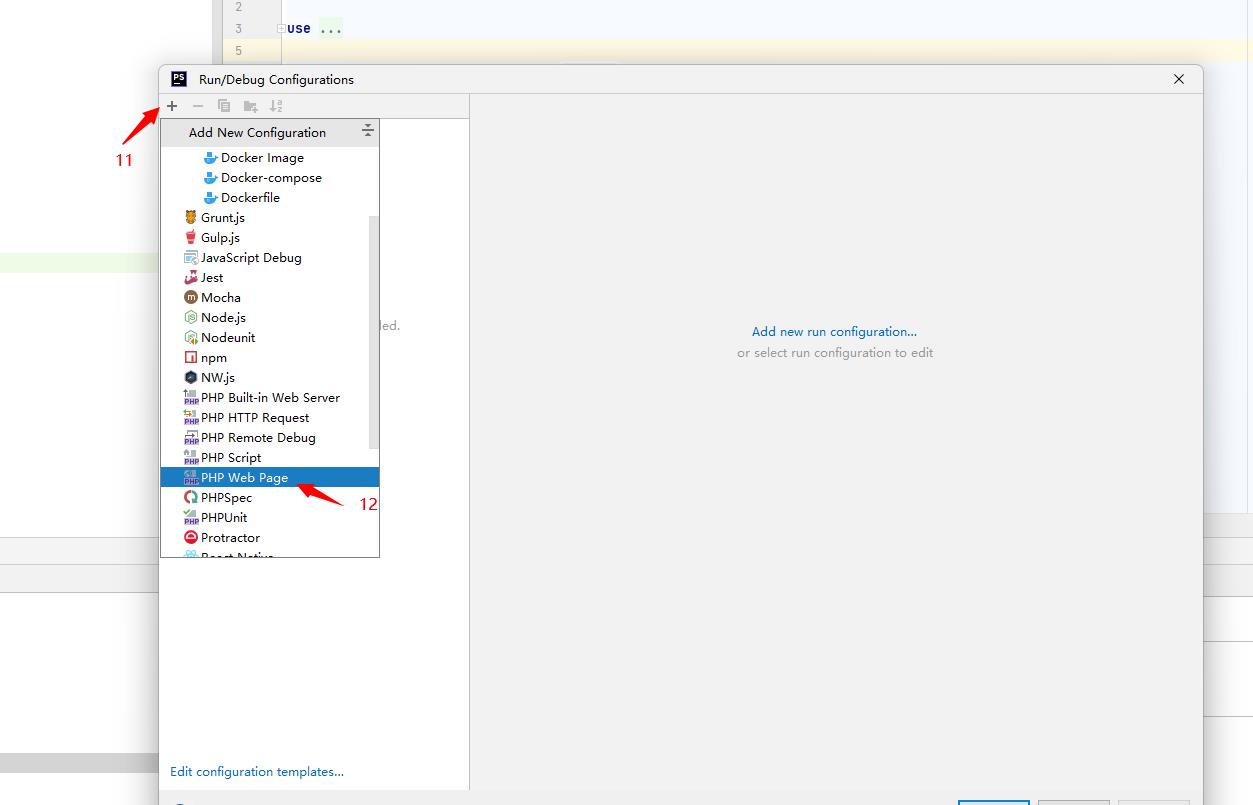 2
3
use ...
5
PS
Run/Debug Configurations
11
Add New Configuration
Docker Image
Docker-compose
Dockerfile
Grunt.js
Gulp.js
JavaScript Debug
Jest
Mocha
Node.js
Nodeunit
npm
NW.js
PHP Built-in Web Server
PHP HTTP Request
PHP Remote Debug
PHP Script
PHP Web Page
12
PHPSpec
PHPUnit
Protractor
React Native
led.
Add new run configuration...
or select run configuration to edit
Edit configuration templates...